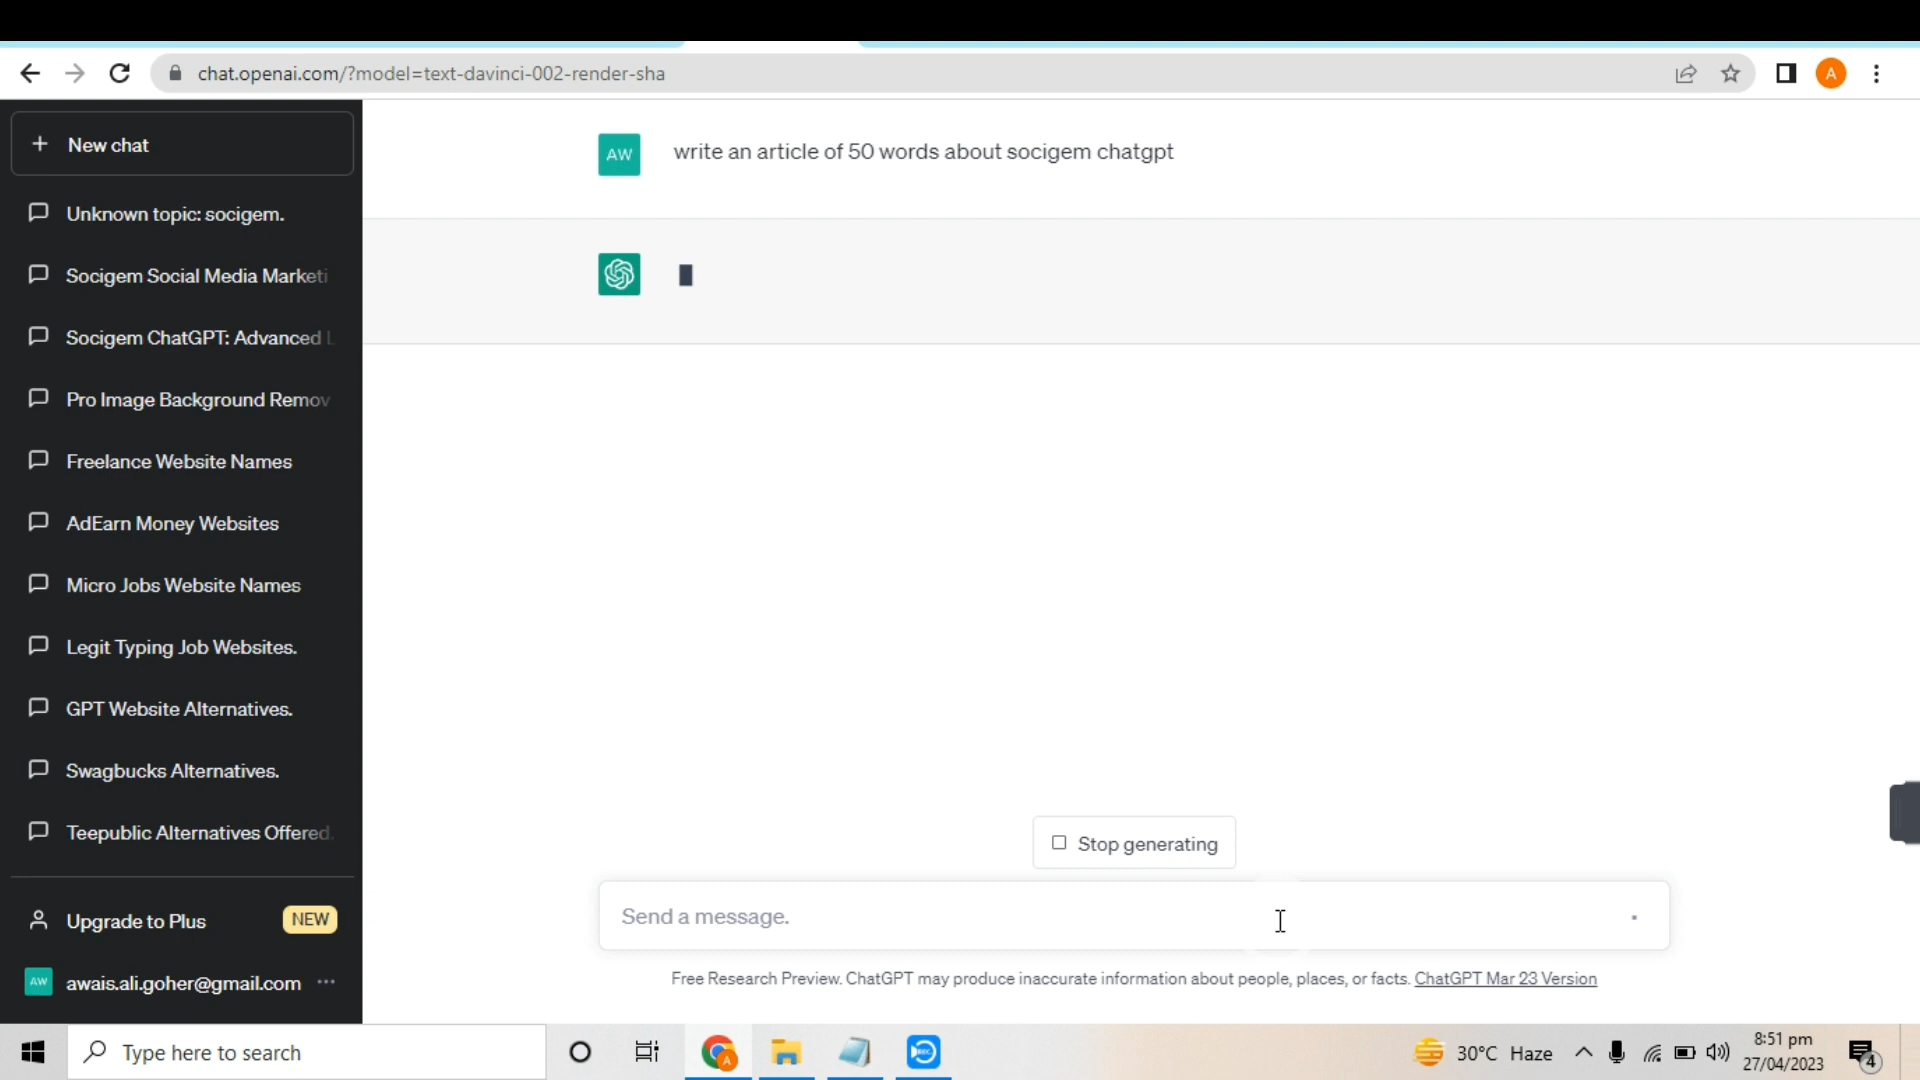 chat.openai.com/?model=text-davinci-002-render-sha
A
New chat
Unknown topic: socigem.
Socigem Social Media Marketi
Socigem ChatGPT: Advanced L
Pro Image Background Remov
Freelance Website Names
AdEarn Money Websites
Micro Jobs Website Names
Legit Typing Job Websites.
GPT Website Alternatives.
Swagbucks Alternatives.
Teepublic Alternatives Offered.
Upgrade to Plus NEW
AW awais.ali.goher@gmail.com
AW write an article of 50 words about socigem chatgpt
Stop generating
Send a message.
Free Research Preview. ChatGPT may produce inaccurate information about people, places, or facts. ChatGPT Mar 23 Version
Type here to search
A
REC
30°C Haze
8:51 pm
27/04/2023
4